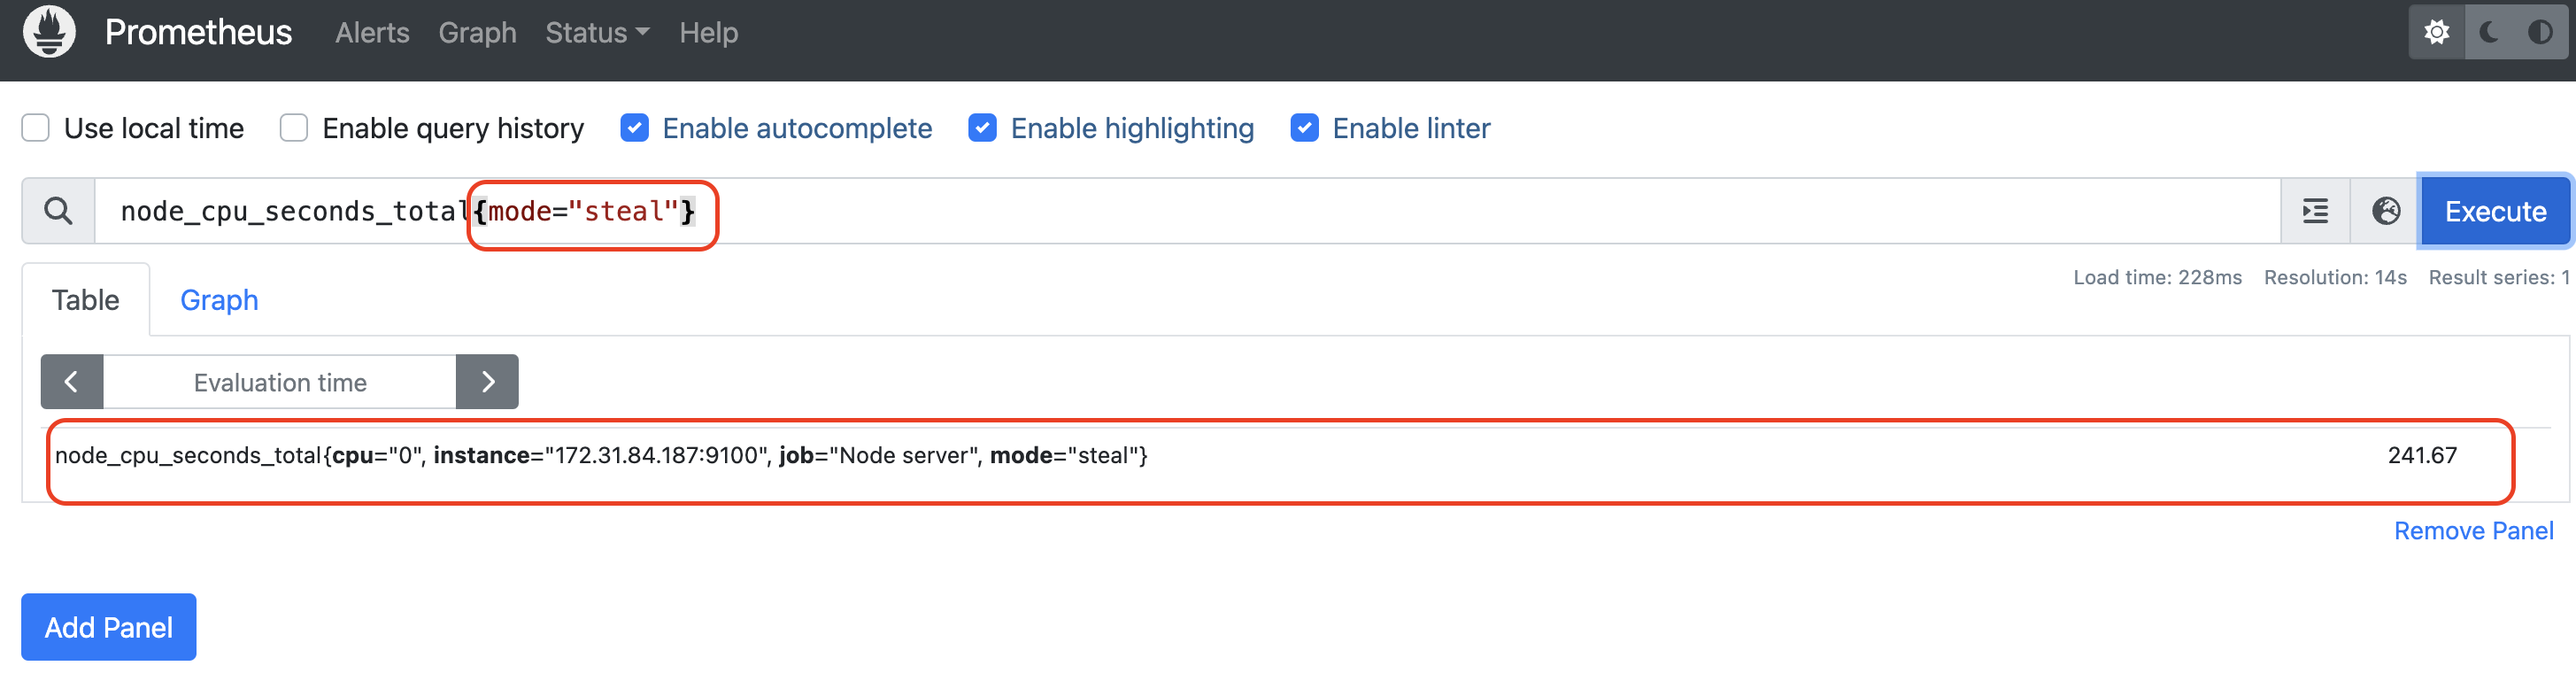 Prometheus Alerts Graph Status Help
Use local time Enable query history Enable autocomplete Enable highlighting Enable linter
node_cpu_seconds_total{mode="steal"} Execute
Load time: 228ms Resolution: 14s Result series: 1
Table Graph
Evaluation time
node_cpu_seconds_total{cpu="0", instance="172.31.84.187:9100", job="Node server", mode="steal"} 241.67
Remove Panel
Add Panel